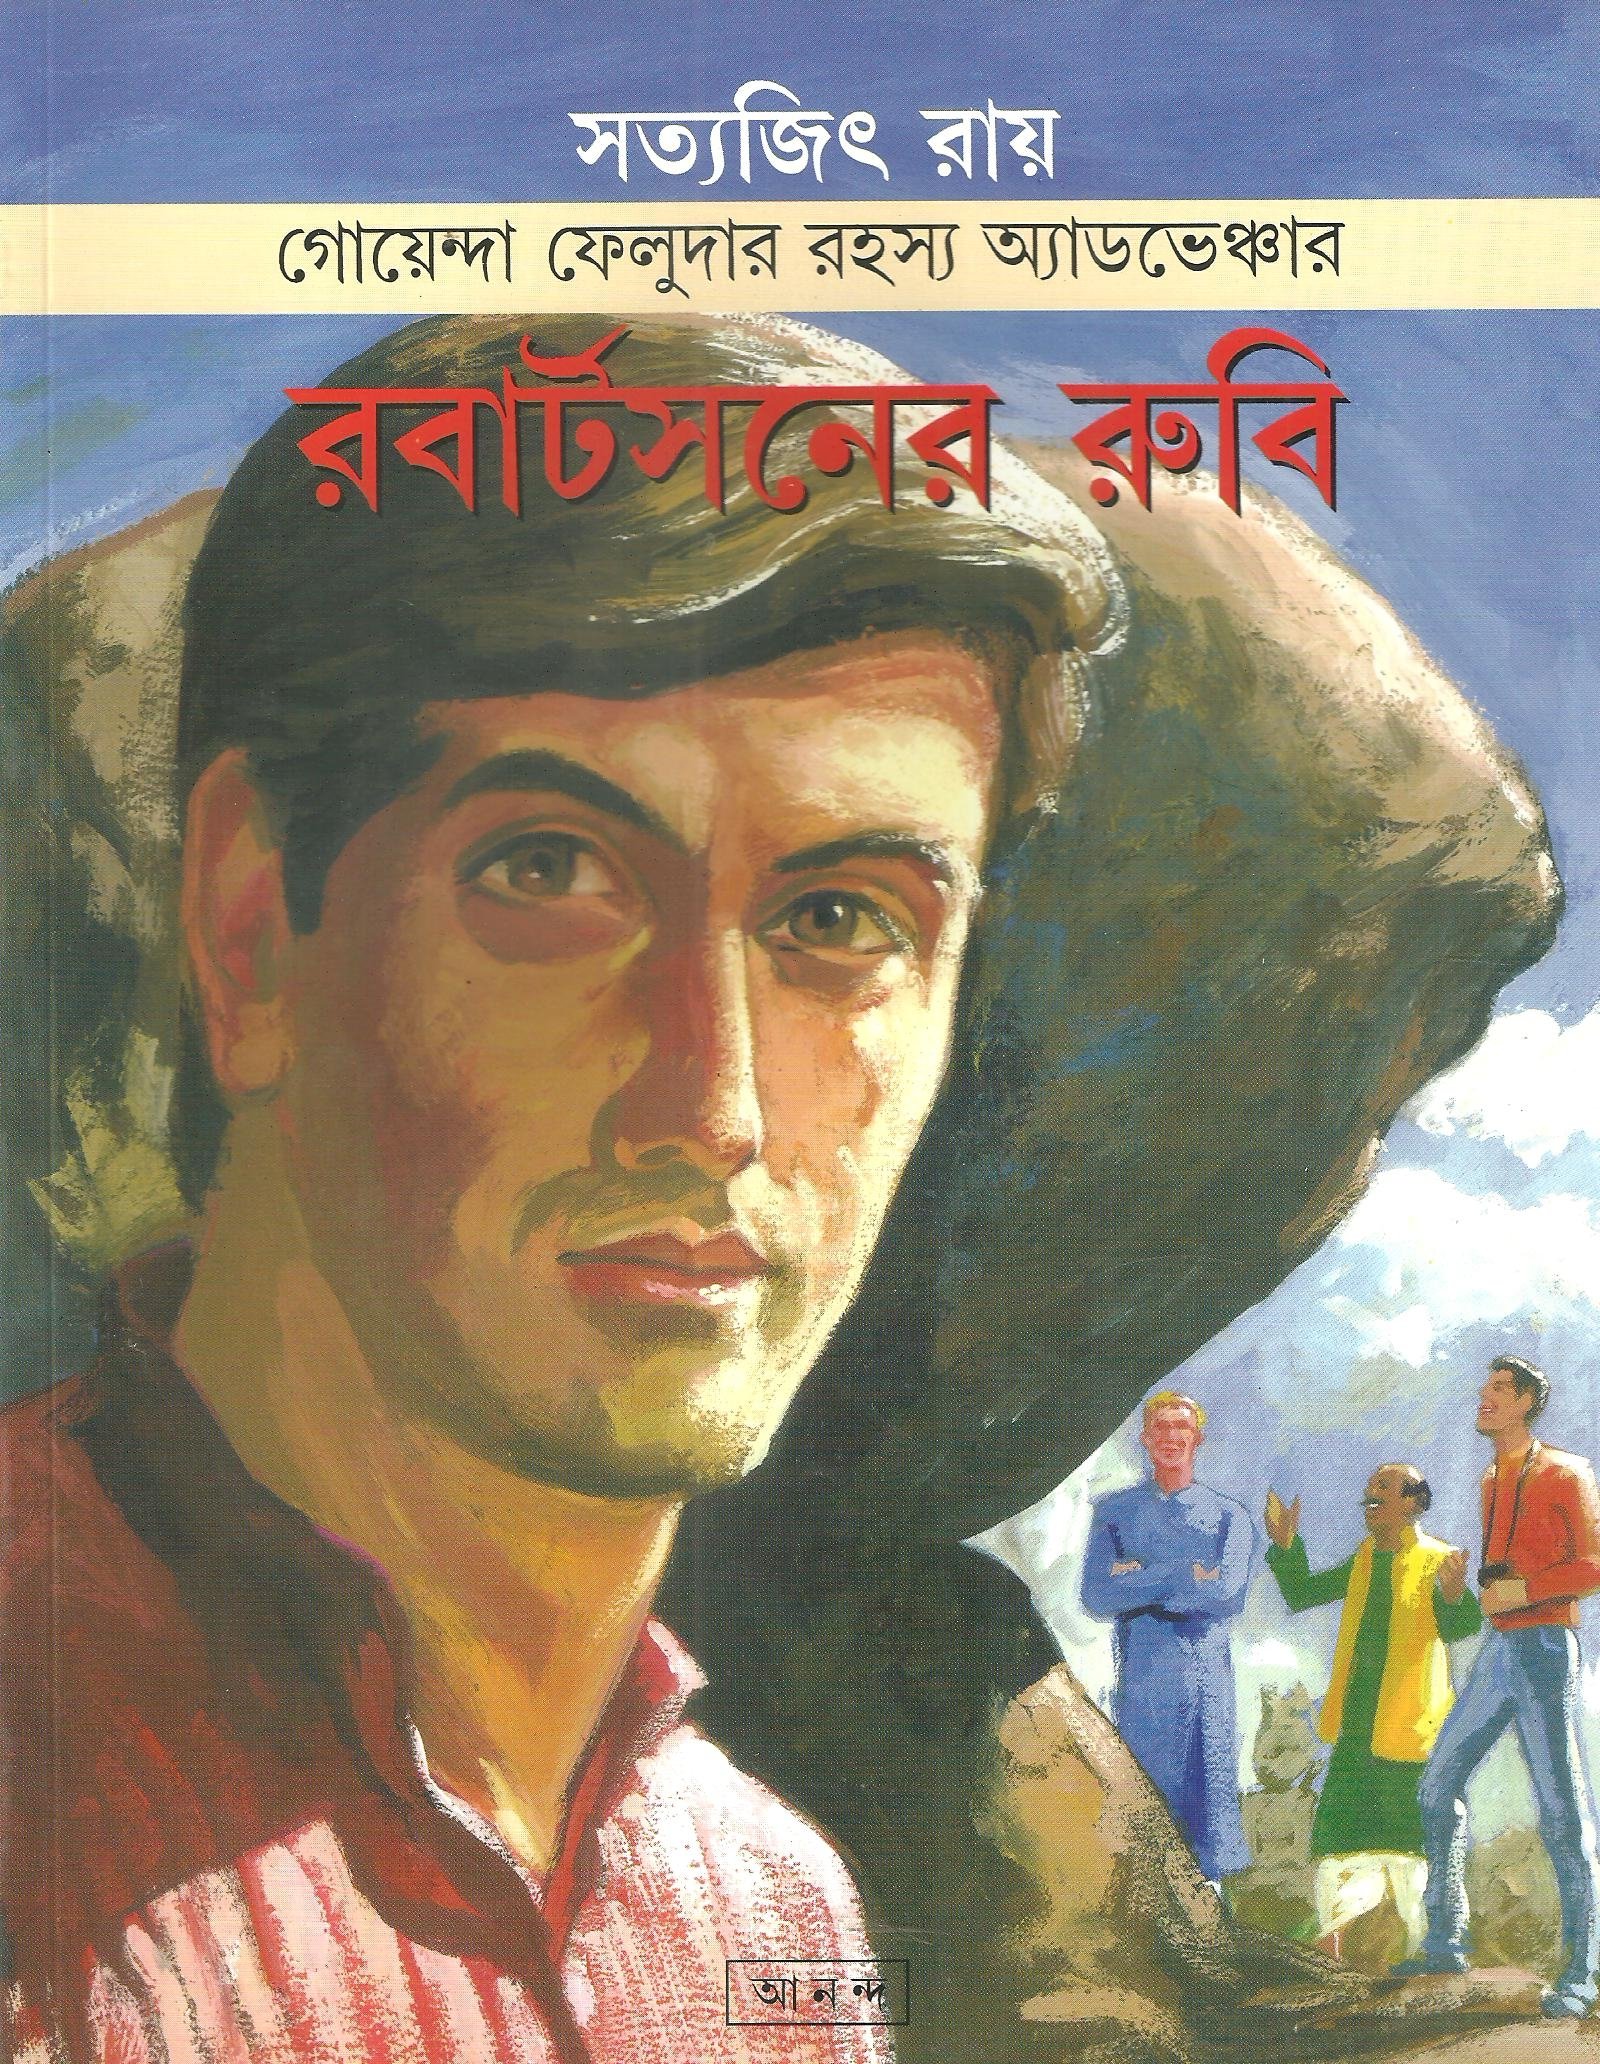 সত্যজিৎ রায়
গোয়েন্দা ফেলুদার রহস্য অ্যাডভেঞ্চার
রবার্টসনের রুবি
আনন্দ